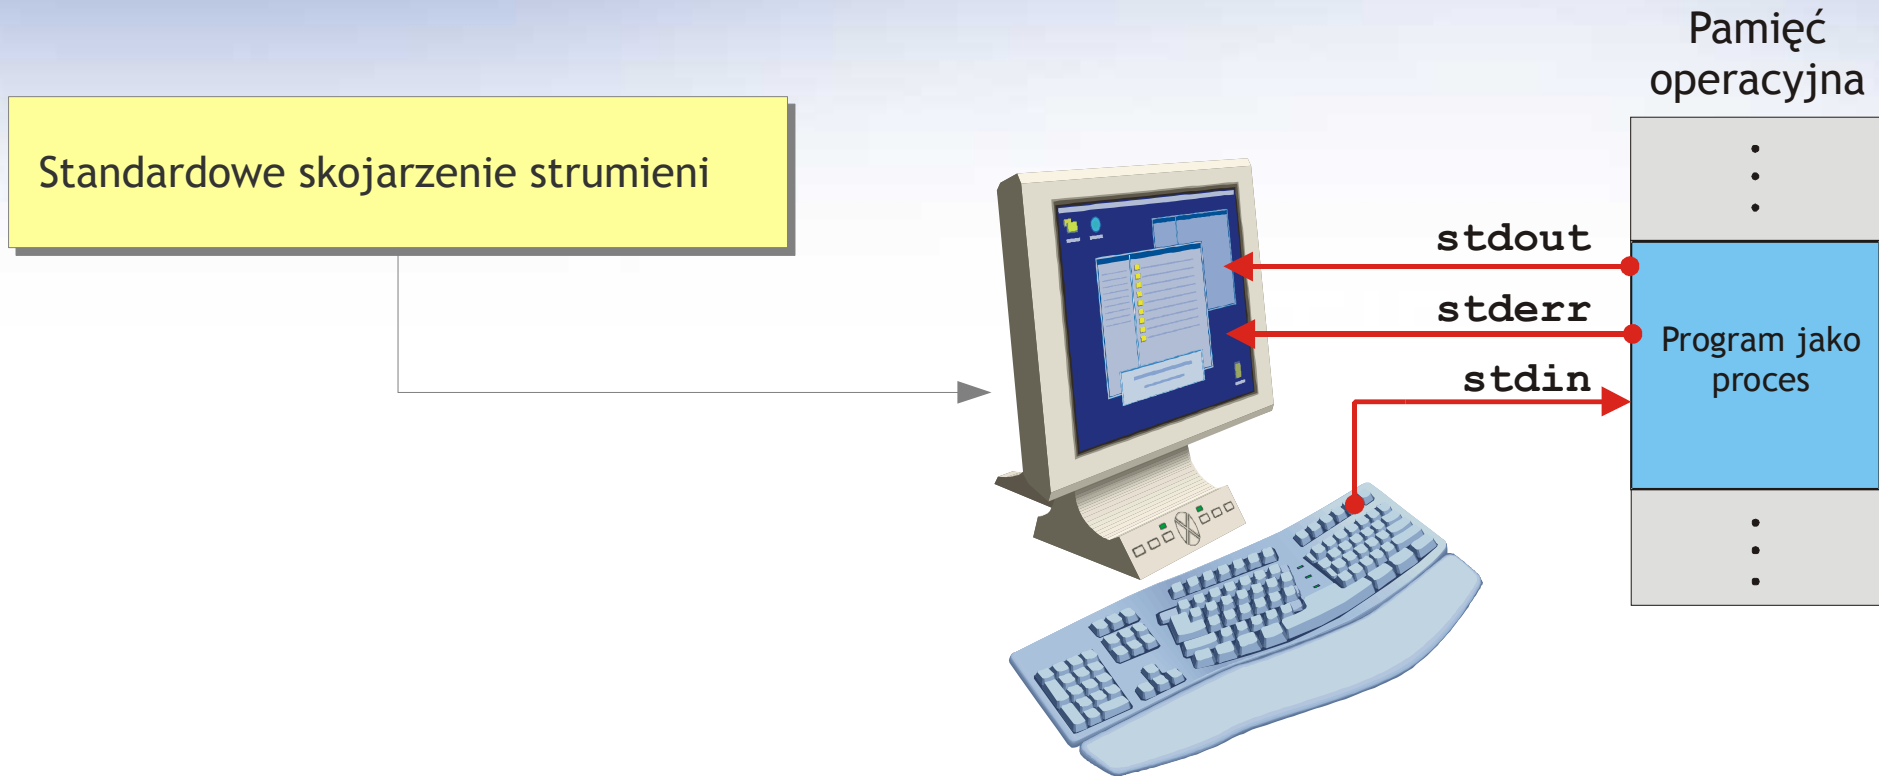 Pamięć
operacyjna
Standardowe skojarzenie strumieni
stdout
stderr
stdin
Program jako
proces